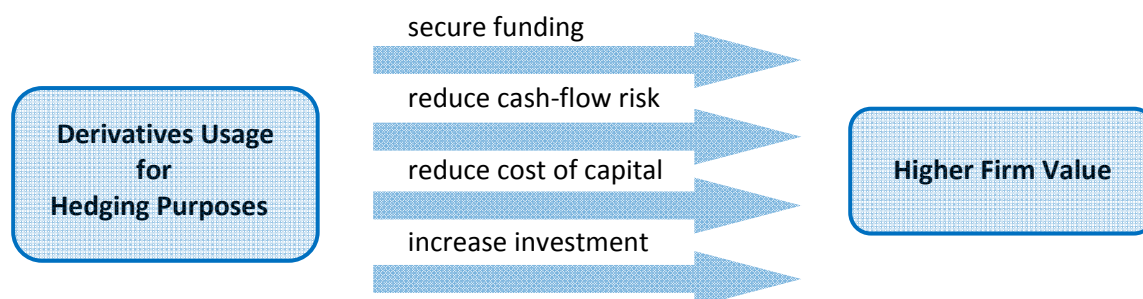 secure funding
reduce cash-flow risk
Derivatives Usage
for
Hedging Purposes
reduce cost of capital
Higher Firm Value
increase investment